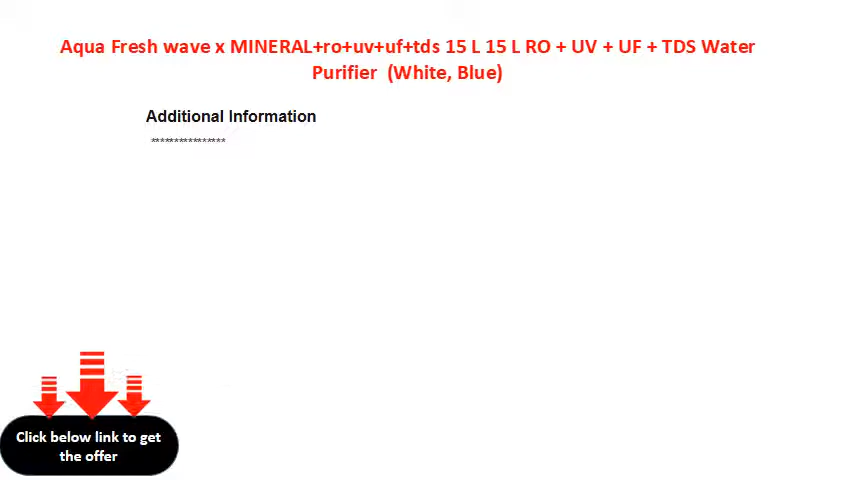 Aqua Fresh wave x MINERAL+ro+uv+uf+tds 15 L 15 L RO + UV + UF + TDS Water
Purifier (White, Blue)
Additional Information
****************
Click below link to get
the offer